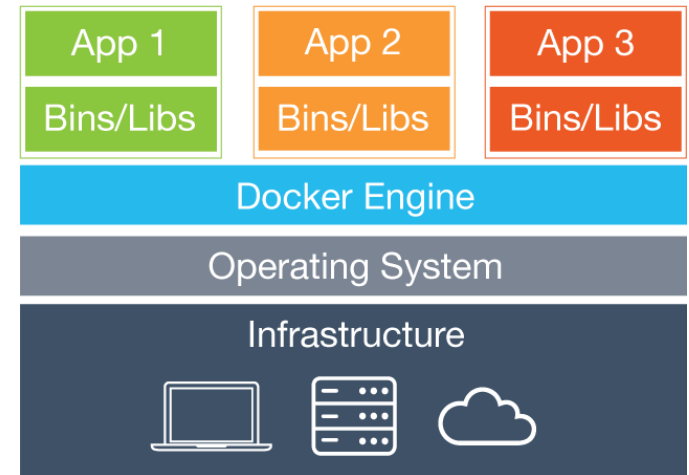 App 1
App 2
App 3
Bins/Libs
Bins/Libs
Bins/Libs
Docker Engine
Operating System
Infrastructure